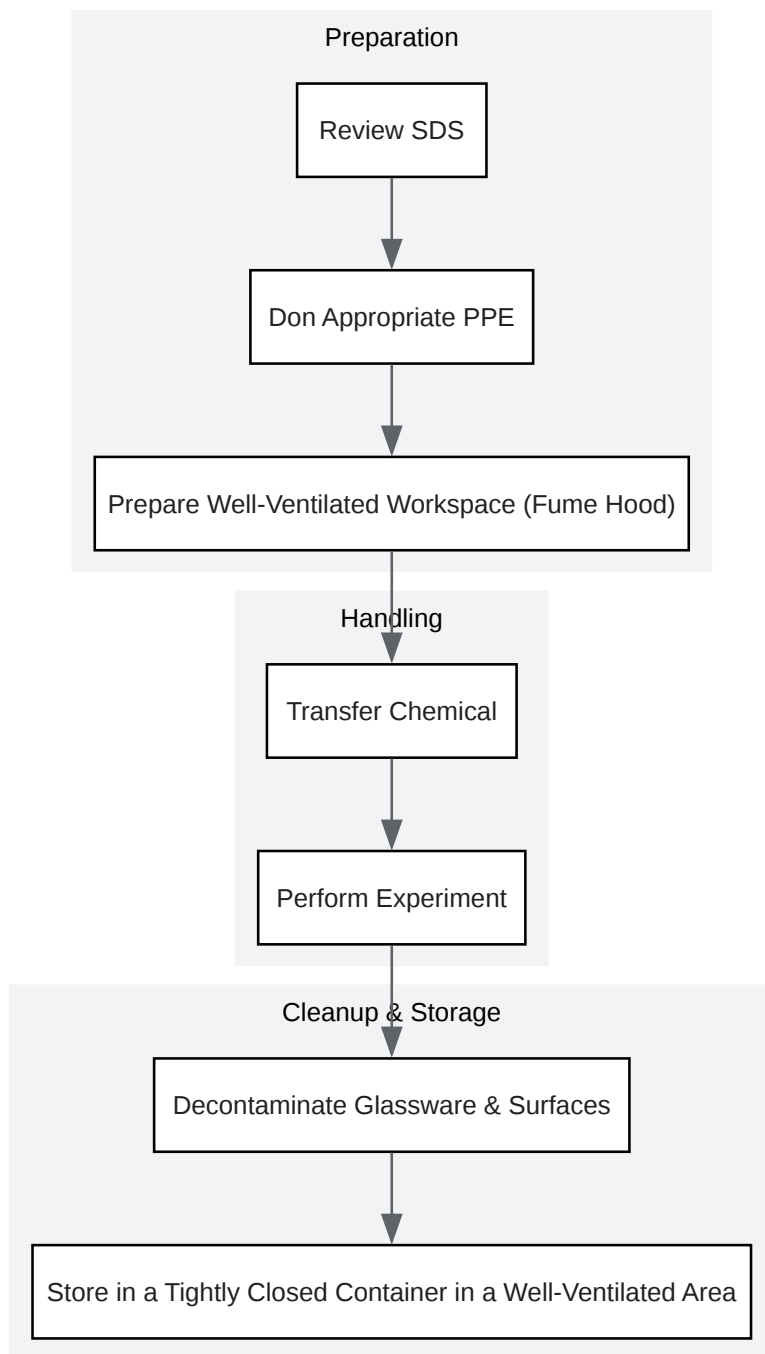 Preparation
Review SDS
Don Appropriate PPE
Prepare Well-Ventilated Workspace (Fume Hood)
Handling
Transfer Chemical
Perform Experiment
Cleanup & Storage
Decontaminate Glassware & Surfaces
Store in a Tightly Closed Container in a Well-Ventilated Area